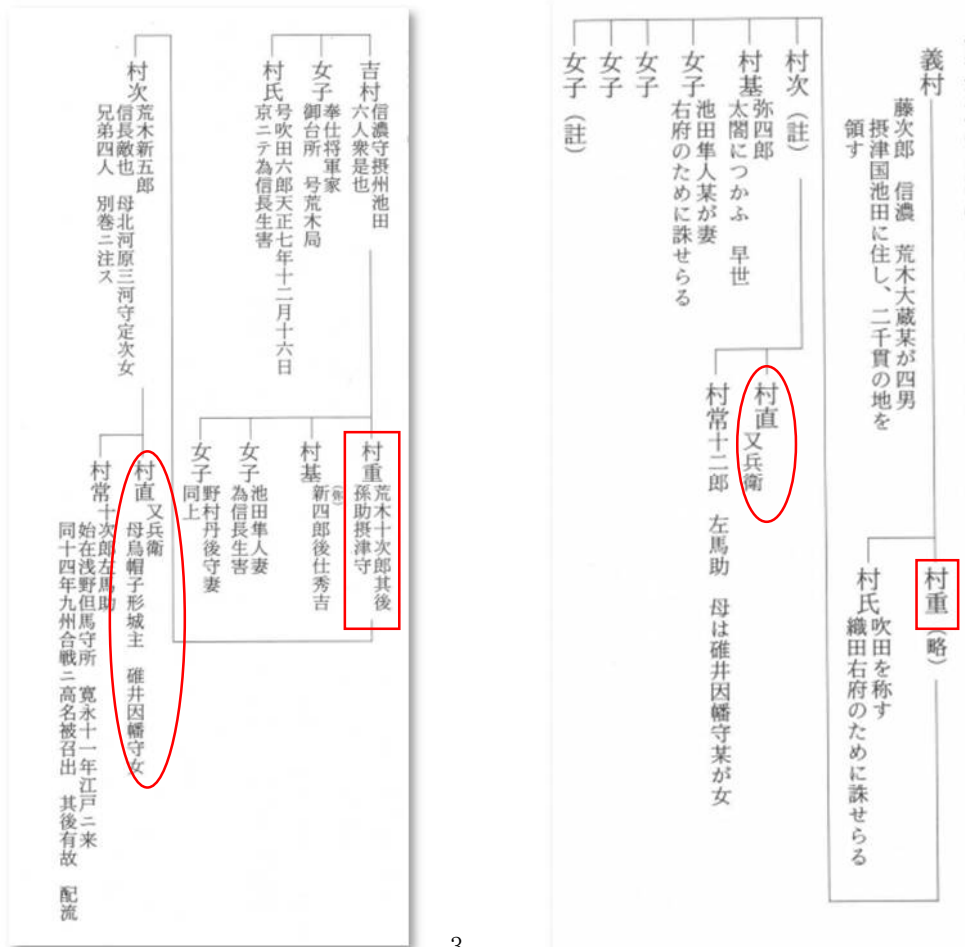 義村
藤次郎　信濃　荒木大蔵某が四男
摂津国池田に住し、二千貫の地を
領す
村重（略）
村氏
吹田を称す
織田右府のために誅せらる
村次（註）
村基
弥四郎
太閤につかふ　早世
女子
池田隼人某が妻
右府のために誅せらる
女子
女子
女子（註）
村直
又兵衛
村常
十二郎　左馬助　母は碓井因幡守某が女
吉村
信濃守摂州池田
六人衆是也
女子
奉仕将軍家
御台所　号荒木局
村氏
号吹田六郎天正七年十二月十六日
京ニテ為信長生害
村重
荒木十次郎其後
孫助摂津守
村基
(弥)
新四郎後仕秀吉
女子
池田隼人妻
為信長生害
女子
野村丹後守妻
同上
村次
荒木新五郎
信長敵也　母北河原三河守定次女
兄弟四人　別巻ニ注ス
村直
又兵衛
母烏帽子形城主　碓井因幡守女
村常
十次郎左馬助
始在浅野但馬守所　寛永十一年江戸ニ来
同十四年九州合戦ニ高名被召出　其後有故　配流
3